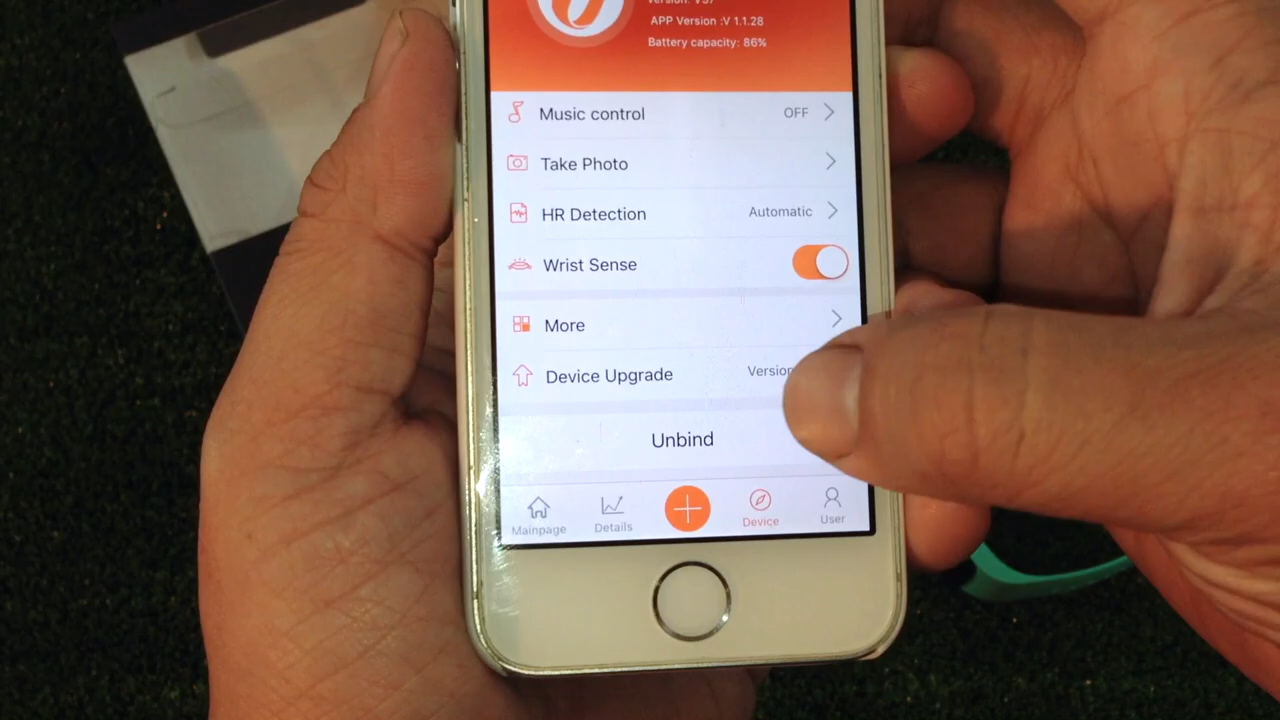 APP Version :V 1.1.28
Battery capacity: 86%
Music control OFF
Take Photo
HR Detection Automatic
Wrist Sense
More
Device Upgrade
Unbind
Mainpage Details Device User